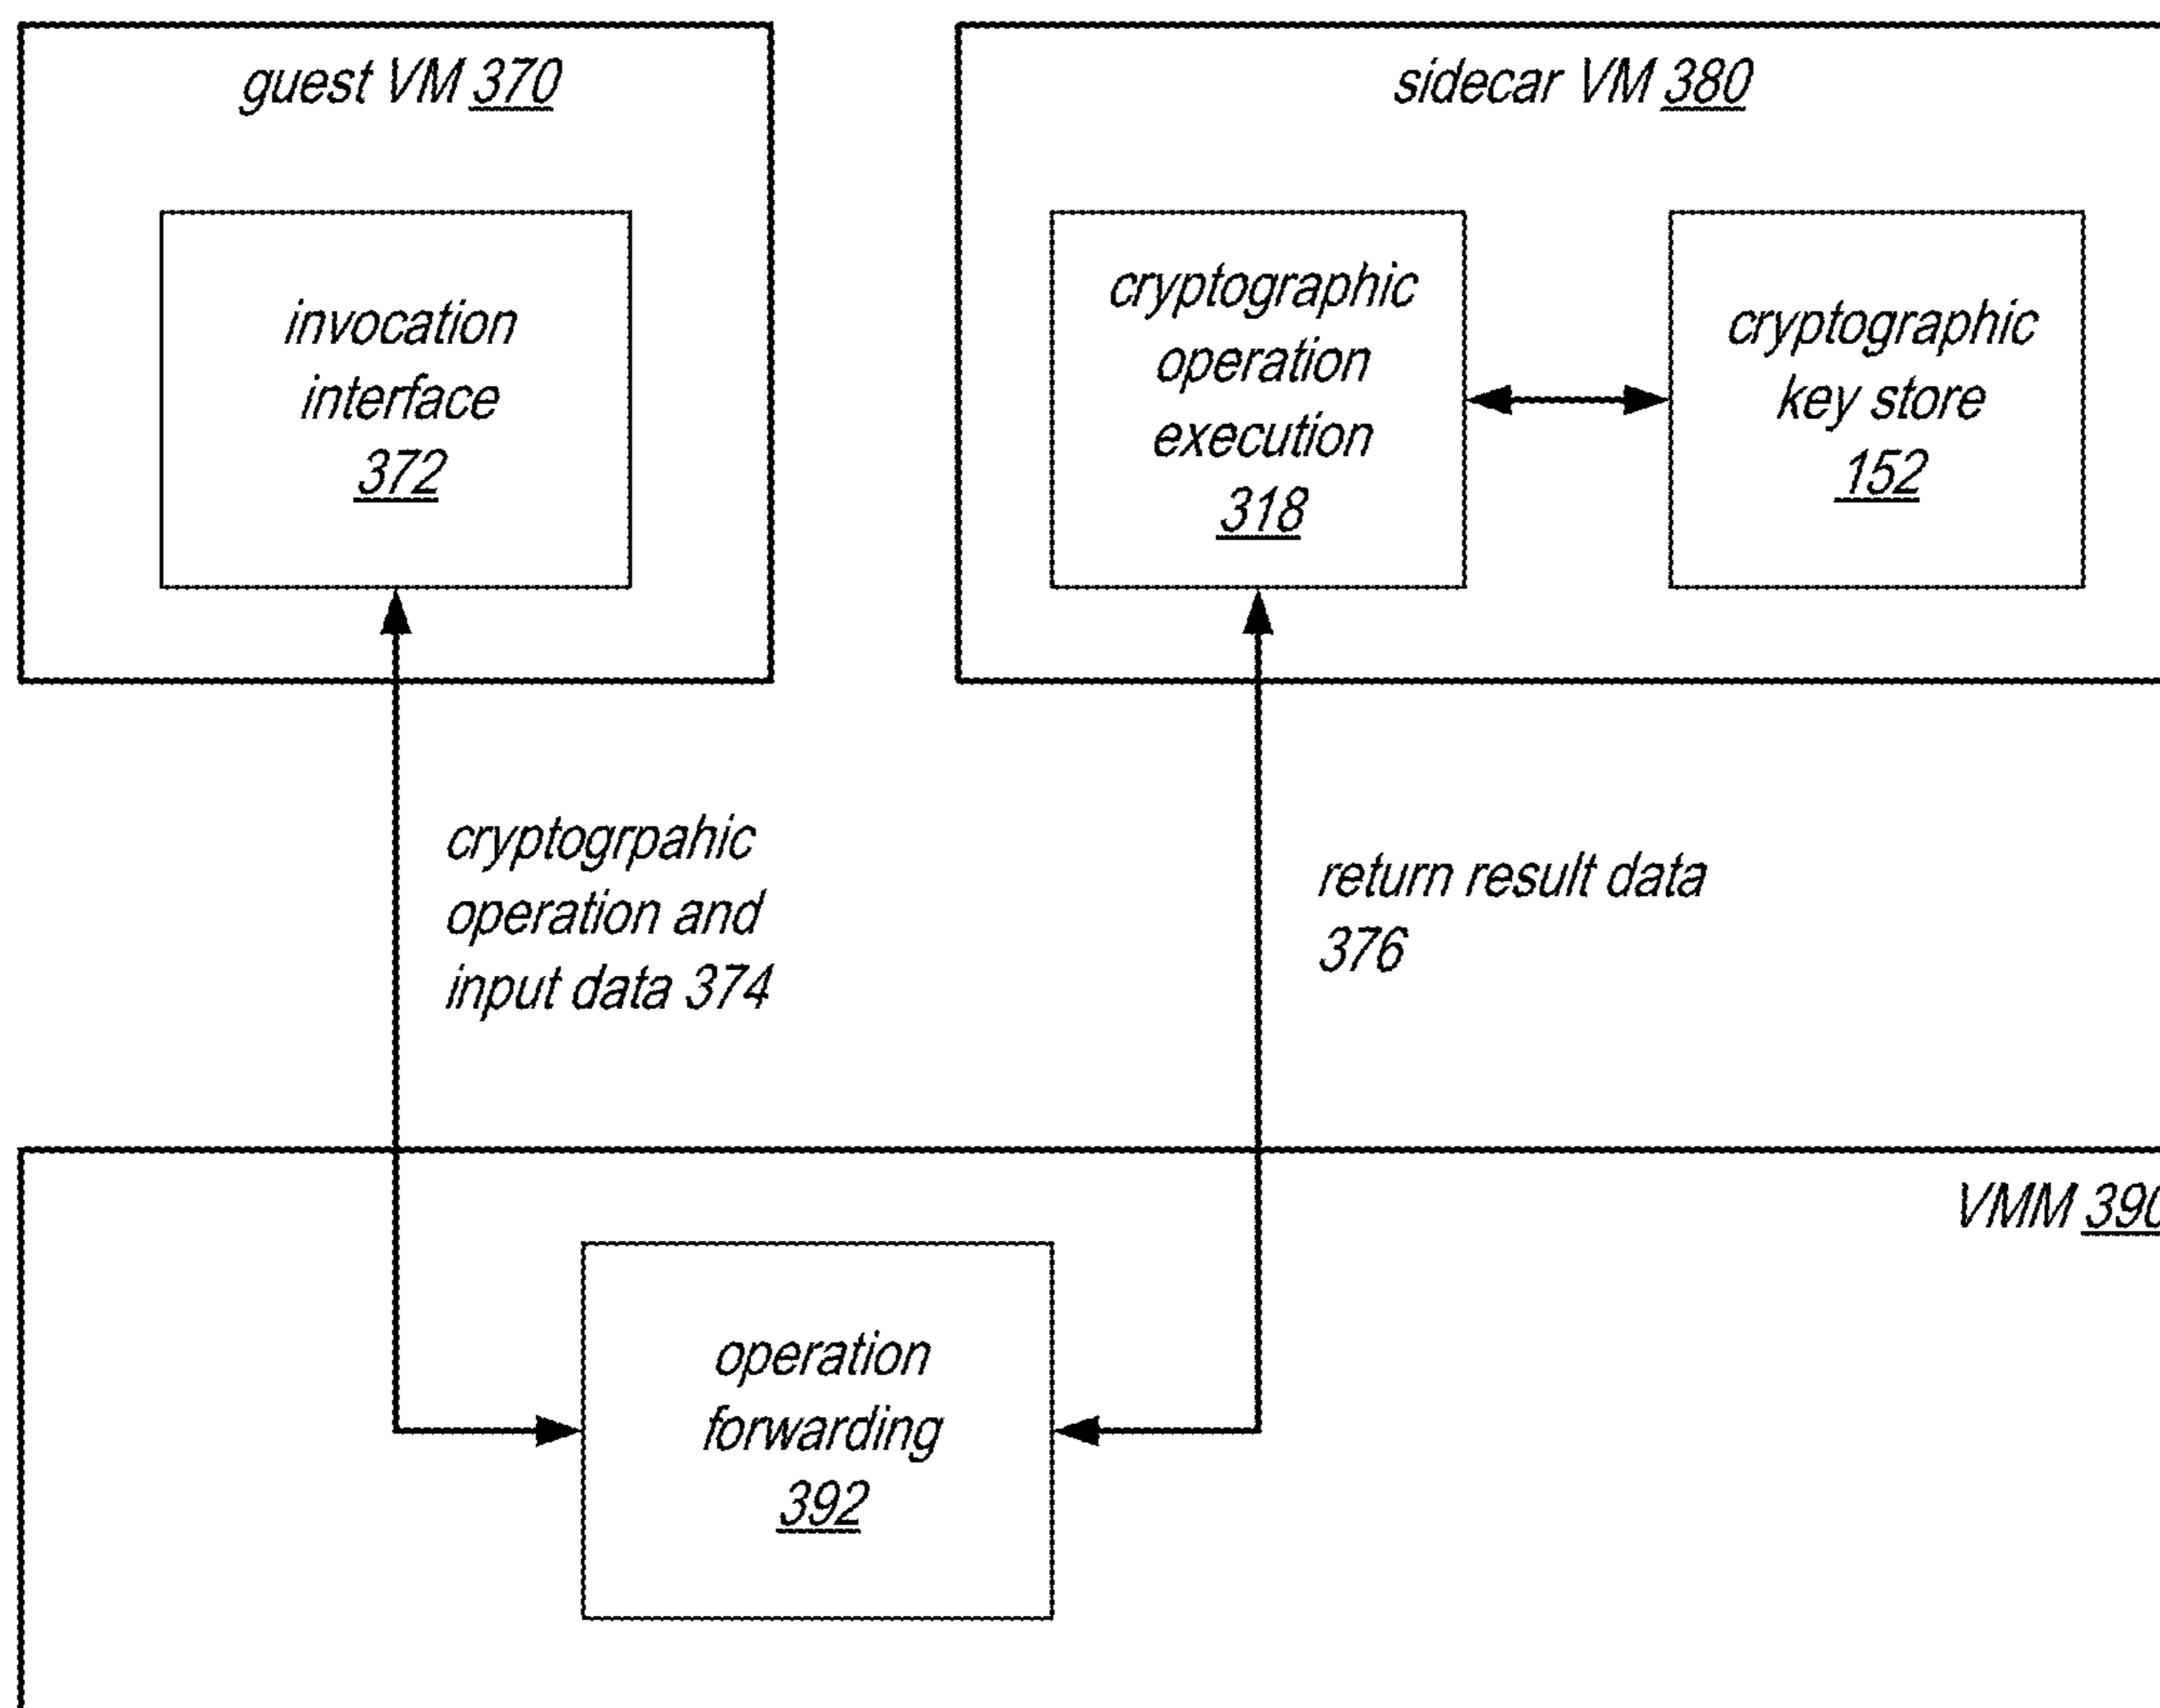 guest VM 370
sidecar VM 380
invocation
interface
372
cryptographic
operation
execution
318
cryptographic
key store
152
cryptogrpahic
operation and
input data 374
return result data
376
VMM 390
operation
forwarding
392